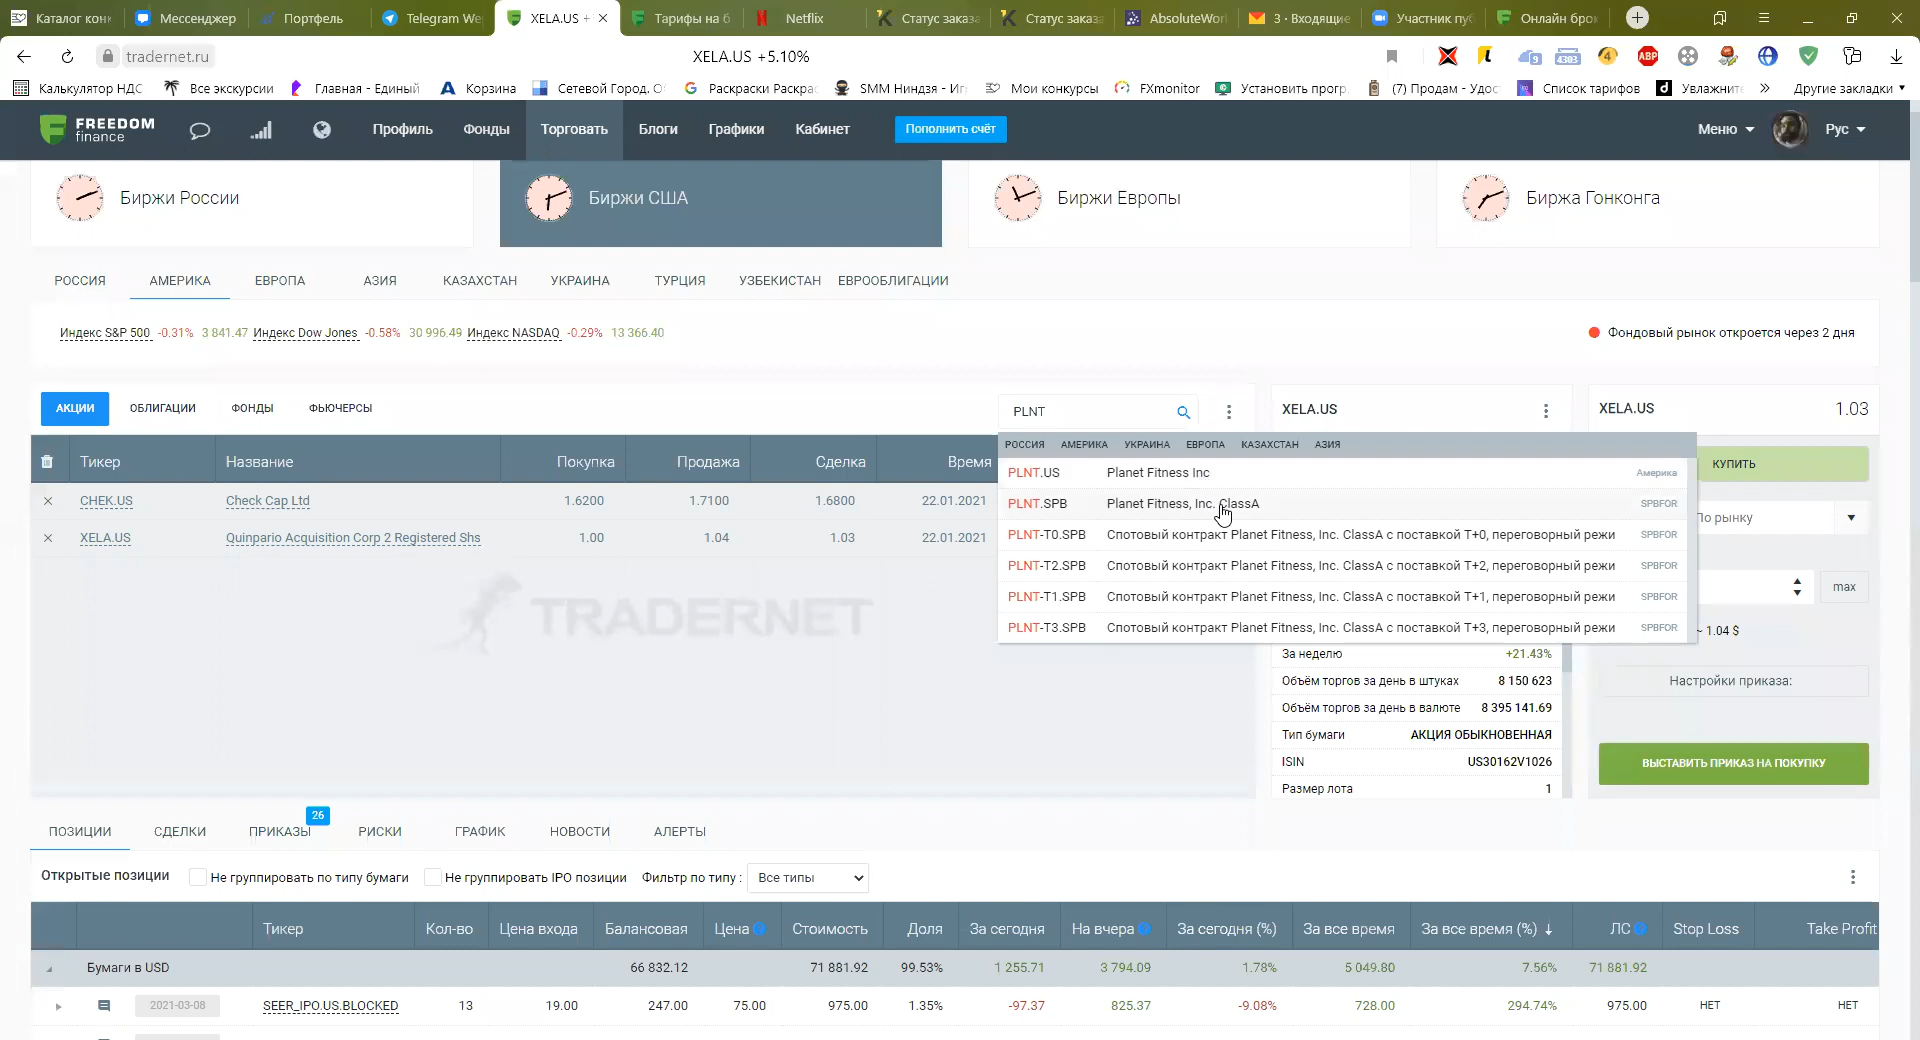 Каталог конк Мессенджер Портфель Telegram We XELA.US + Тарифы на б Netflix Статус заказа Статус заказа AbsoluteWor 3 · Входящие Участник пуб Онлайн брок
tradernet.ru XELA.US +5.10% 9 4303 4 ABP
Калькулятор НДС Все экскурсии Главная - Единый Корзина Сетевой Город. О Раскраски Раскрас SMM Ниндзя - Иг Мои конкурсы FXmonitor Установить прогр. (7) Продам - Удос Список тарифов Увлажните » Другие закладки
FREEDOM
finance
Профиль Фонды Торговать Блоги Графики Кабинет Пополнить счёт Меню Рус
Биржи России Биржи США Биржи Европы Биржа Гонконга
РОССИЯ АМЕРИКА ЕВРОПА АЗИЯ КАЗАХСТАН УКРАИНА ТУРЦИЯ УЗБЕКИСТАН ЕВРООБЛИГАЦИИ
Индекс S&P 500 -0.31% 3 841.47 Индекс Dow Jones -0.58% 30 996.49 Индекс NASDAQ -0.29% 13 366.40 Фондовый рынок откроется через 2 дня
АКЦИИ ОБЛИГАЦИИ ФОНДЫ ФЬЮЧЕРСЫ PLNT XELA.US XELA.US 1.03
РОССИЯ АМЕРИКА УКРАИНА ЕВРОПА КАЗАХСТАН АЗИЯ
Тикер Название Покупка Продажа Сделка Время
PLNT.US Planet Fitness Inc Америка КУПИТЬ
CHEK.US Check Cap Ltd 1.6200 1.7100 1.6800 22.01.2021
PLNT.SPB Planet Fitness, Inc. ClassA SPBFOR По рынку
XELA.US Quinpario Acquisition Corp 2 Registered Shs 1.00 1.04 1.03 22.01.2021
PLNT-T0.SPB Спотовый контракт Planet Fitness, Inc. ClassA с поставкой T+0, переговорный режи SPBFOR
PLNT-T2.SPB Спотовый контракт Planet Fitness, Inc. ClassA с поставкой T+2, переговорный режи SPBFOR
PLNT-T1.SPB Спотовый контракт Planet Fitness, Inc. ClassA с поставкой T+1, переговорный режи SPBFOR max
PLNT-T3.SPB Спотовый контракт Planet Fitness, Inc. ClassA с поставкой T+3, переговорный режи SPBFOR ~ 1.04 $
TRADERNET
За неделю +21.43%
Объём торгов за день в штуках 8 150 623 Настройки приказа:
Объём торгов за день в валюте 8 395 141.69
Тип бумаги АКЦИЯ ОБЫКНОВЕННАЯ
ISIN US30162V1026 ВЫСТАВИТЬ ПРИКАЗ НА ПОКУПКУ
Размер лота 1
ПОЗИЦИИ СДЕЛКИ ПРИКАЗЫ 26 РИСКИ ГРАФИК НОВОСТИ АЛЕРТЫ
Открытые позиции Не группировать по типу бумаги Не группировать IPO позиции Фильтр по типу : Все типы
Тикер Кол-во Цена входа Балансовая Цена Стоимость Доля За сегодня На вчера За сегодня (%) За все время За все время (%) ↓ ЛС Stop Loss Take Profit
Бумаги в USD 66 832.12 71 881.92 99.53% 1 255.71 3 794.09 1.78% 5 049.80 7.56% 71 881.92
2021-03-08 SEER_IPO.US.BLOCKED 13 19.00 247.00 75.00 975.00 1.35% -97.37 825.37 -9.08% 728.00 294.74% 975.00 НЕТ НЕТ